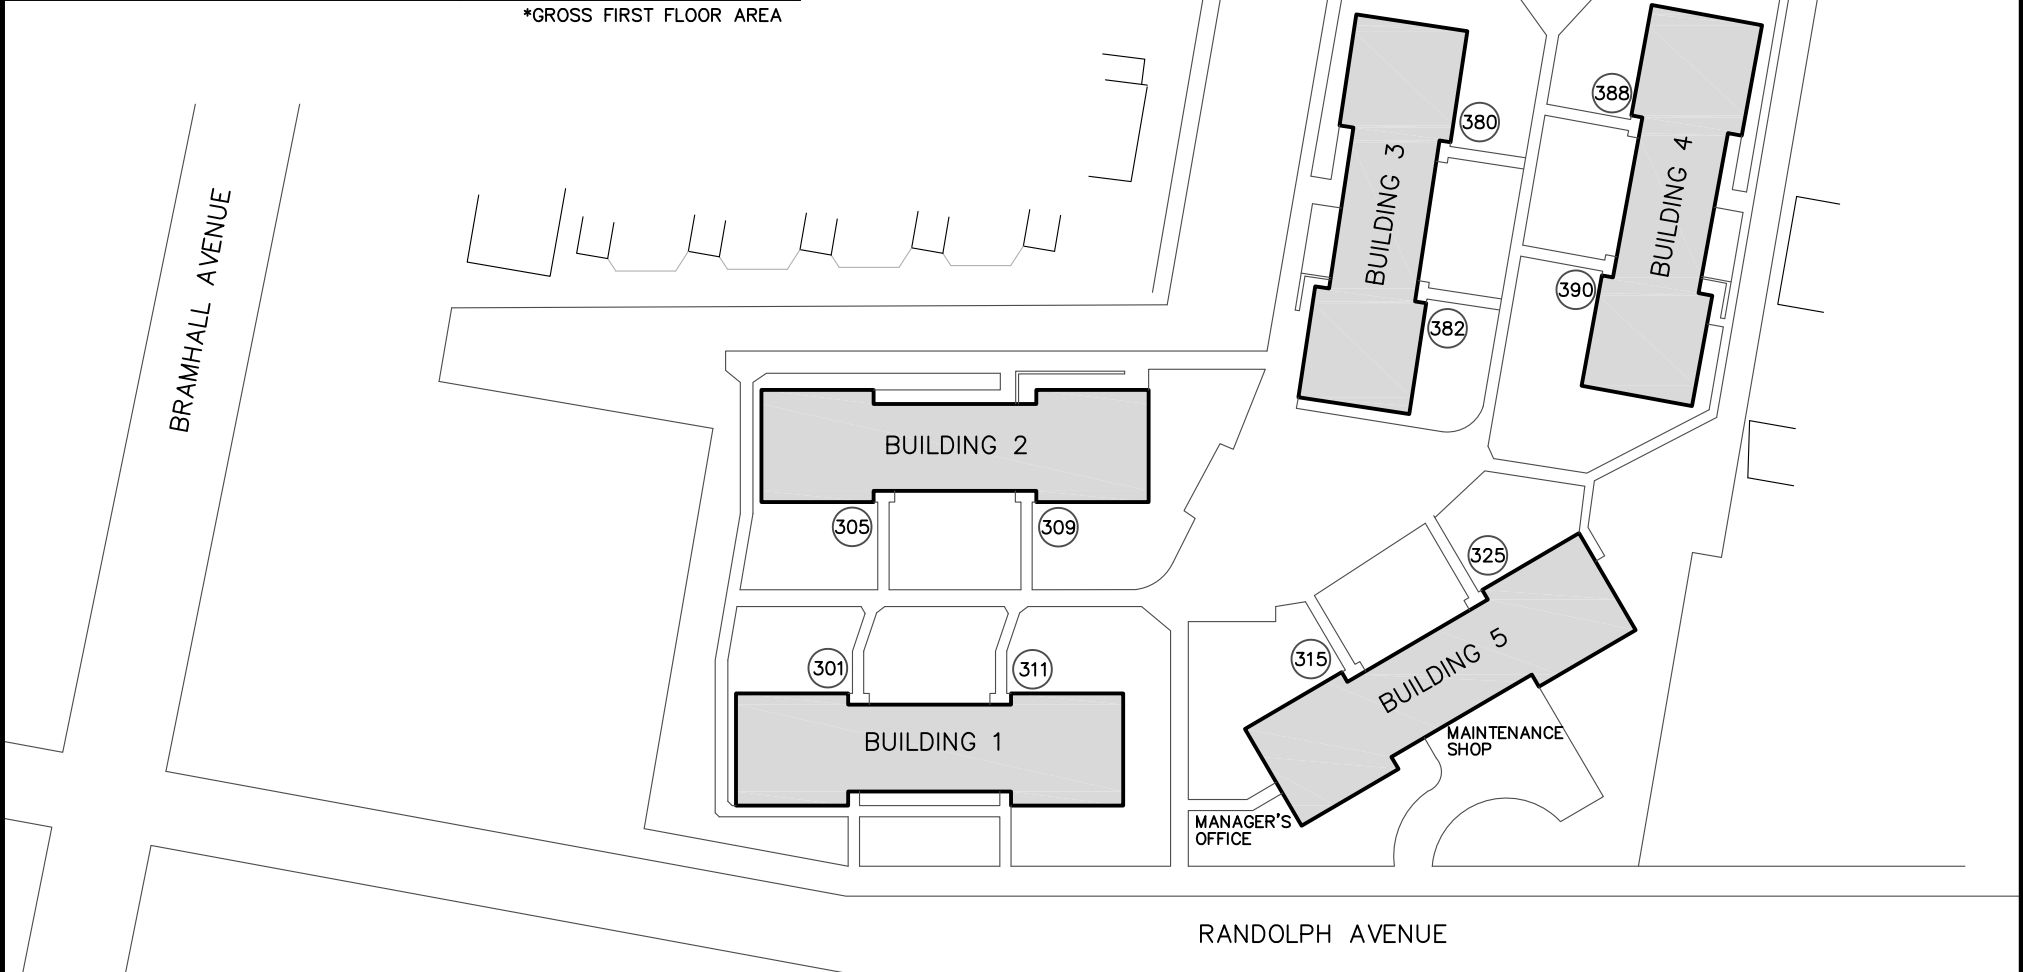 *GROSS FIRST FLOOR AREA
BRAMHALL AVENUE
380
388
BUILDING 3
BUILDING 4
390
382
BUILDING 2
305
309
325
301
311
315
BUILDING 5
BUILDING 1
MAINTENANCE
SHOP
MANAGER'S
OFFICE
RANDOLPH AVENUE